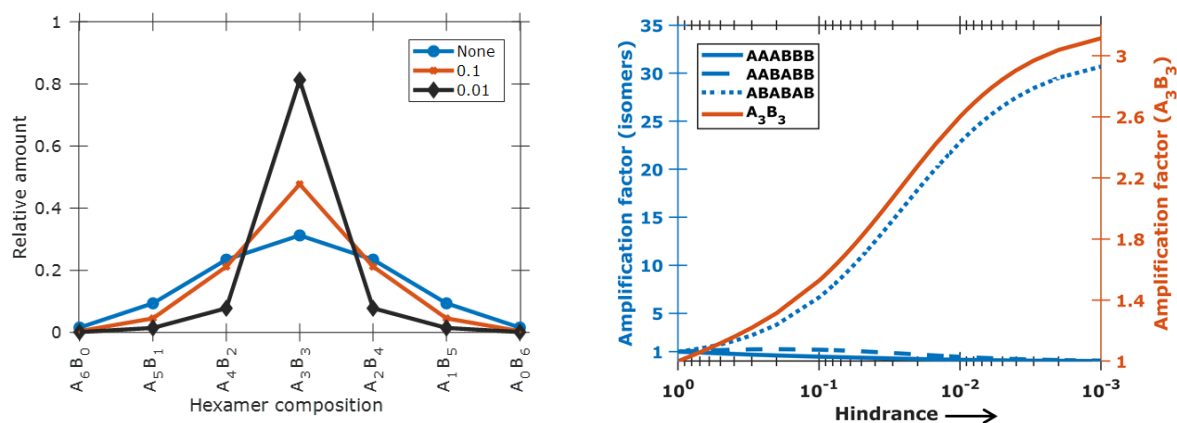 1
0.8
0.6
0.4
0.2
0
Relative amount
None
0.1
0.01
A₆B₀
A₅B₁
A₄B₂
A₃B₃
A₂B₄
A₁B₅
A₀B₆
Hexamer composition
35
30
25
20
15
10
5
1
Amplification factor (isomers)
AAABBB
AABABB
ABABAB
A₃B₃
3
2.6
2.2
1.8
1.4
1
Amplification factor (A₃B₃)
10⁰
10⁻¹
10⁻²
10⁻³
Hindrance